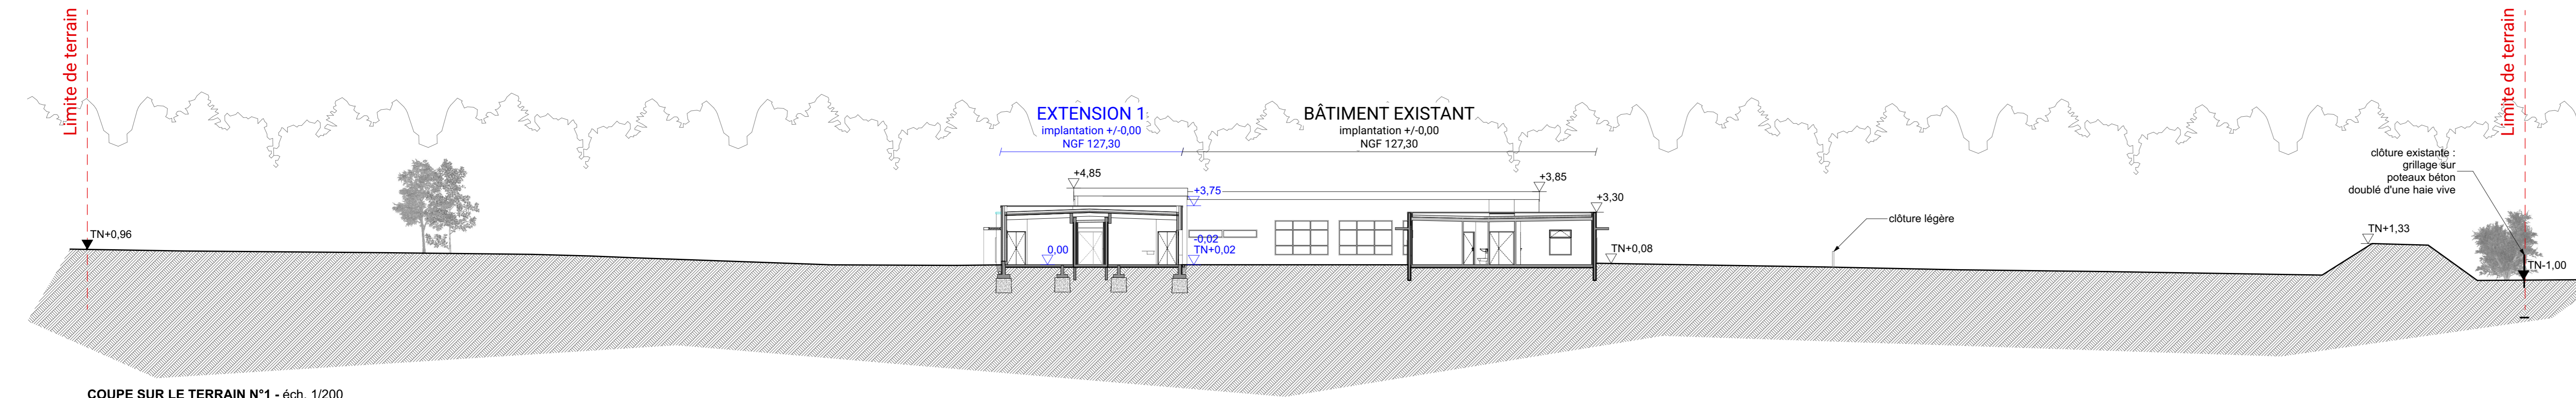 Limite de terrain
Limite de terrain
EXTENSION 1
implantation +/-0,00
NGF 127,30
BÂTIMENT EXISTANT
implantation +/-0,00
NGF 127,30
clôture existante :
grillage sur
poteaux béton
doublé d'une haie vive
+4,85
+3,75
+3,85
+3,30
clôture légère
TN+0,96
0,00
-0,02
TN+0,02
TN+0,08
TN+1,33
TN-1,00
COUPE SUR LE TERRAIN N°1 - éch. 1/200